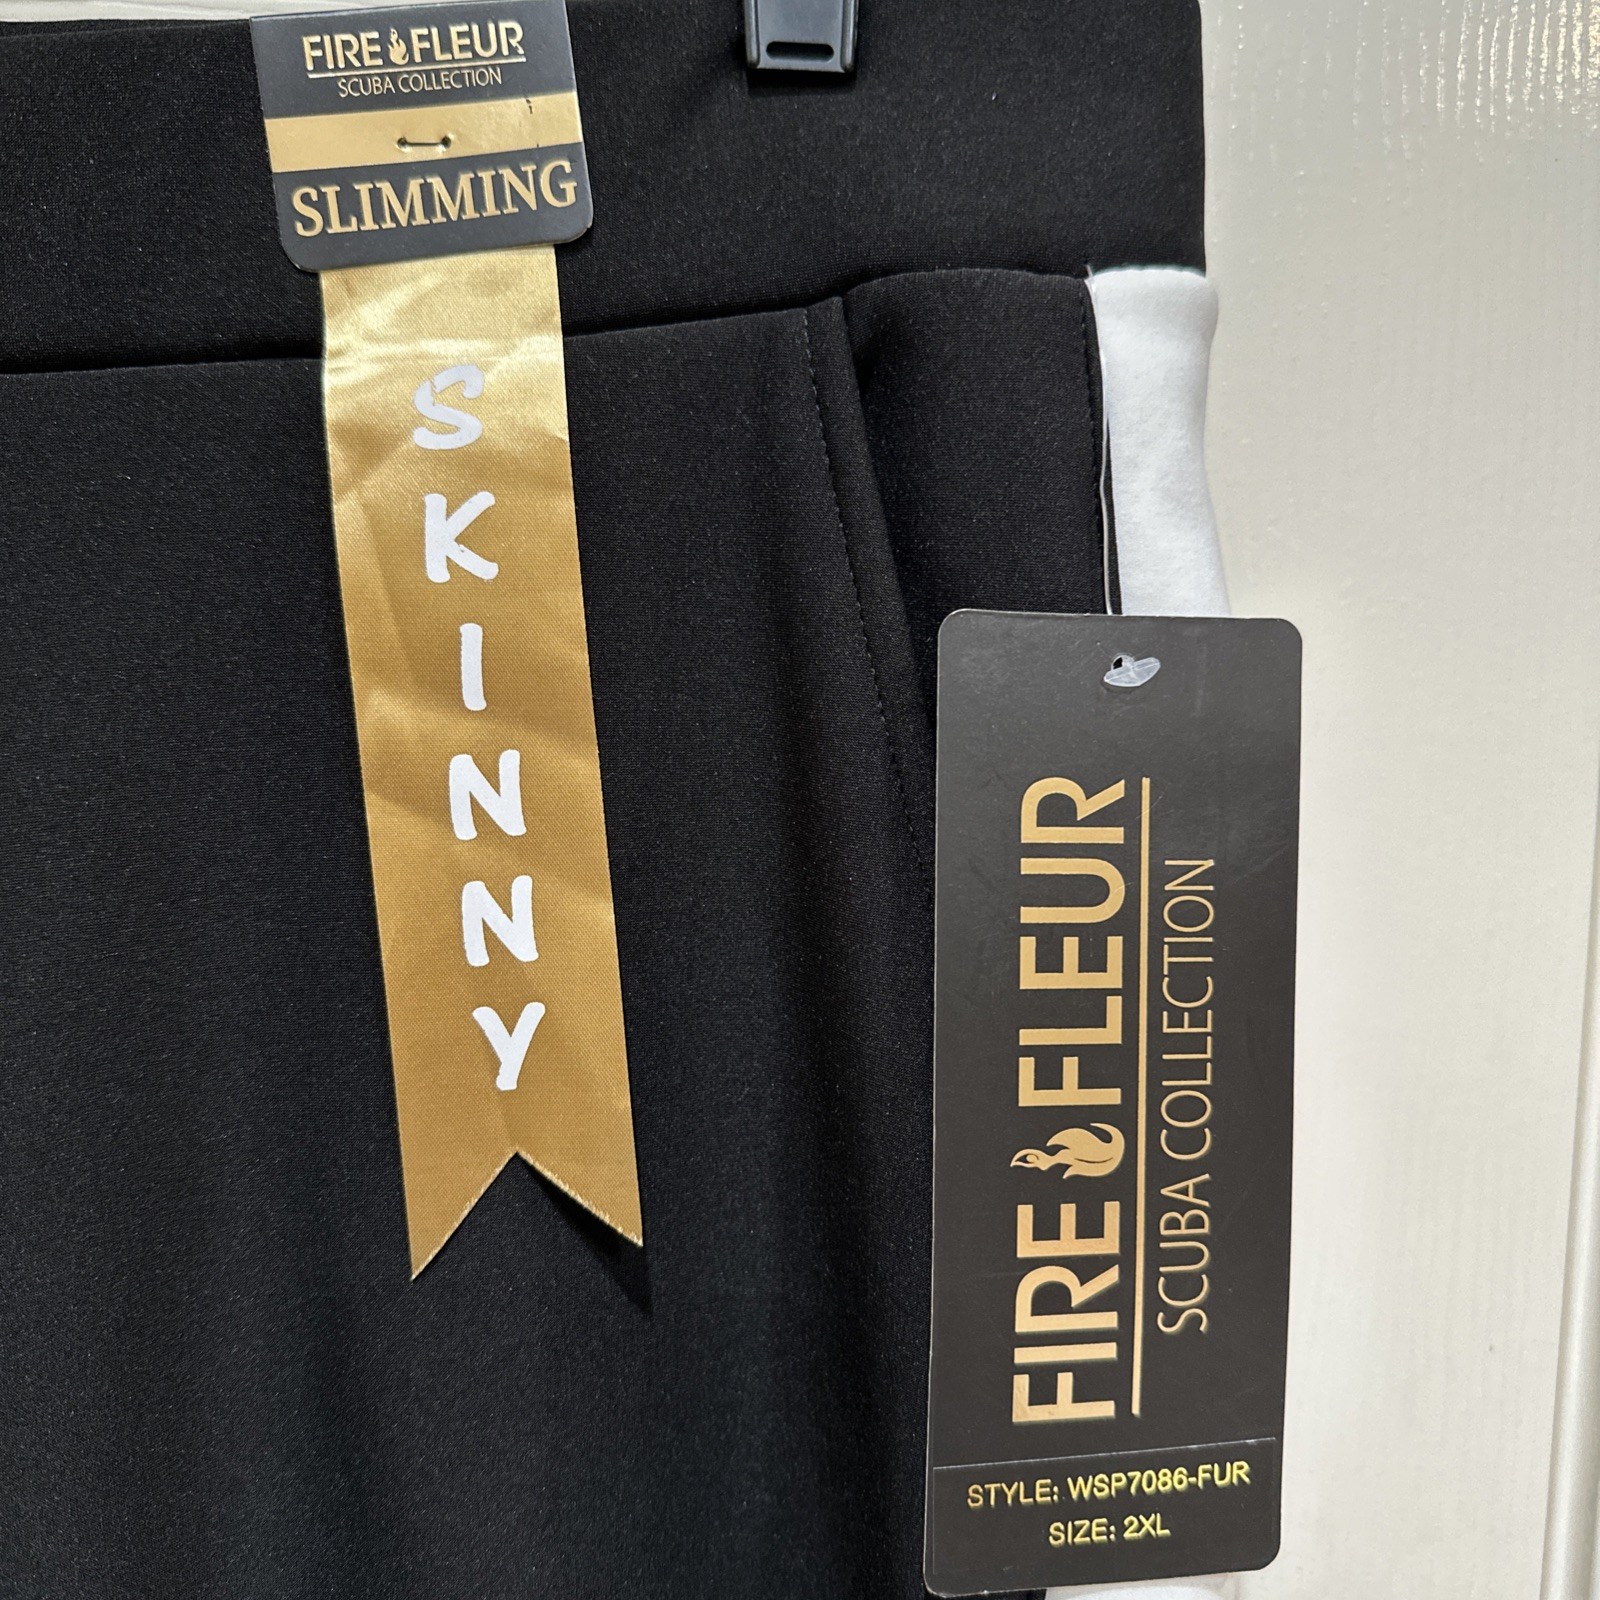 FIRE FLEUR
SCUBA COLLECTION
SLIMMING
SKINNY
FIRE FLEUR
SCUBA COLLECTION
STYLE: WSP7086-FUR
SIZE: 2XL